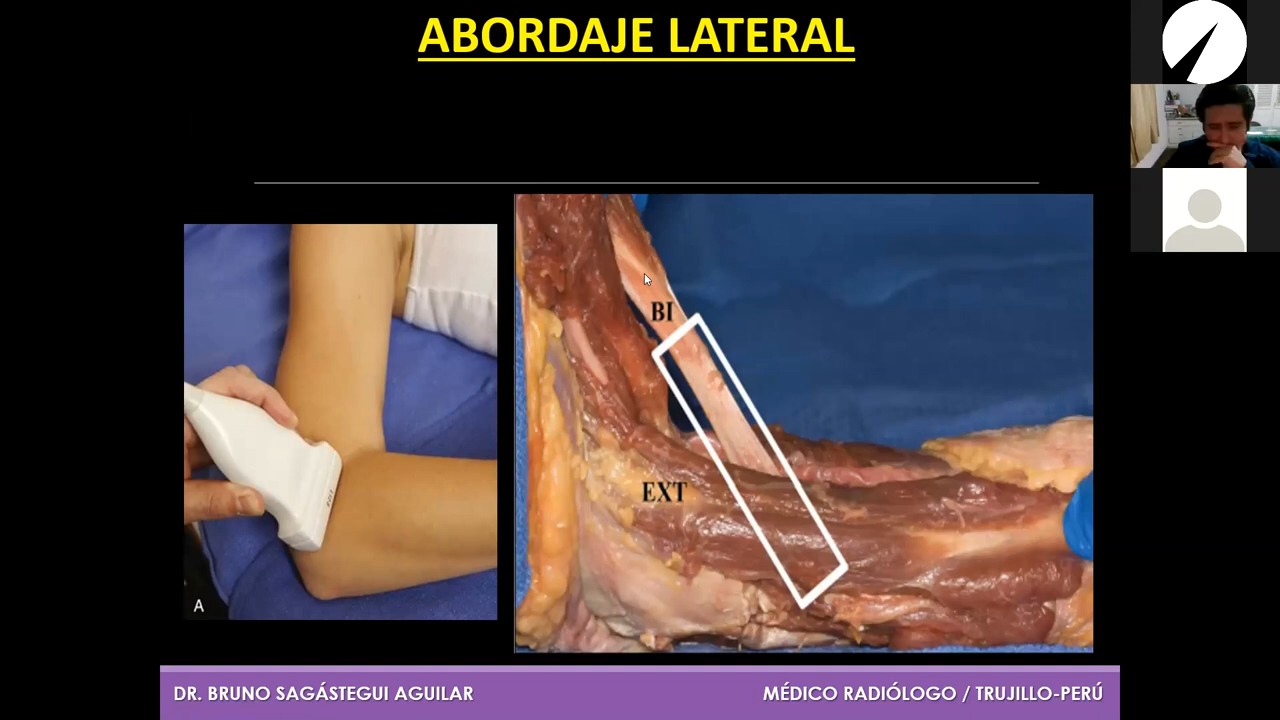 ABORDAJE LATERAL
BI
EXT
A
DR. BRUNO SAGÁSTEGUI AGUILAR
MÉDICO RADIÓLOGO / TRUJILLO-PERÚ